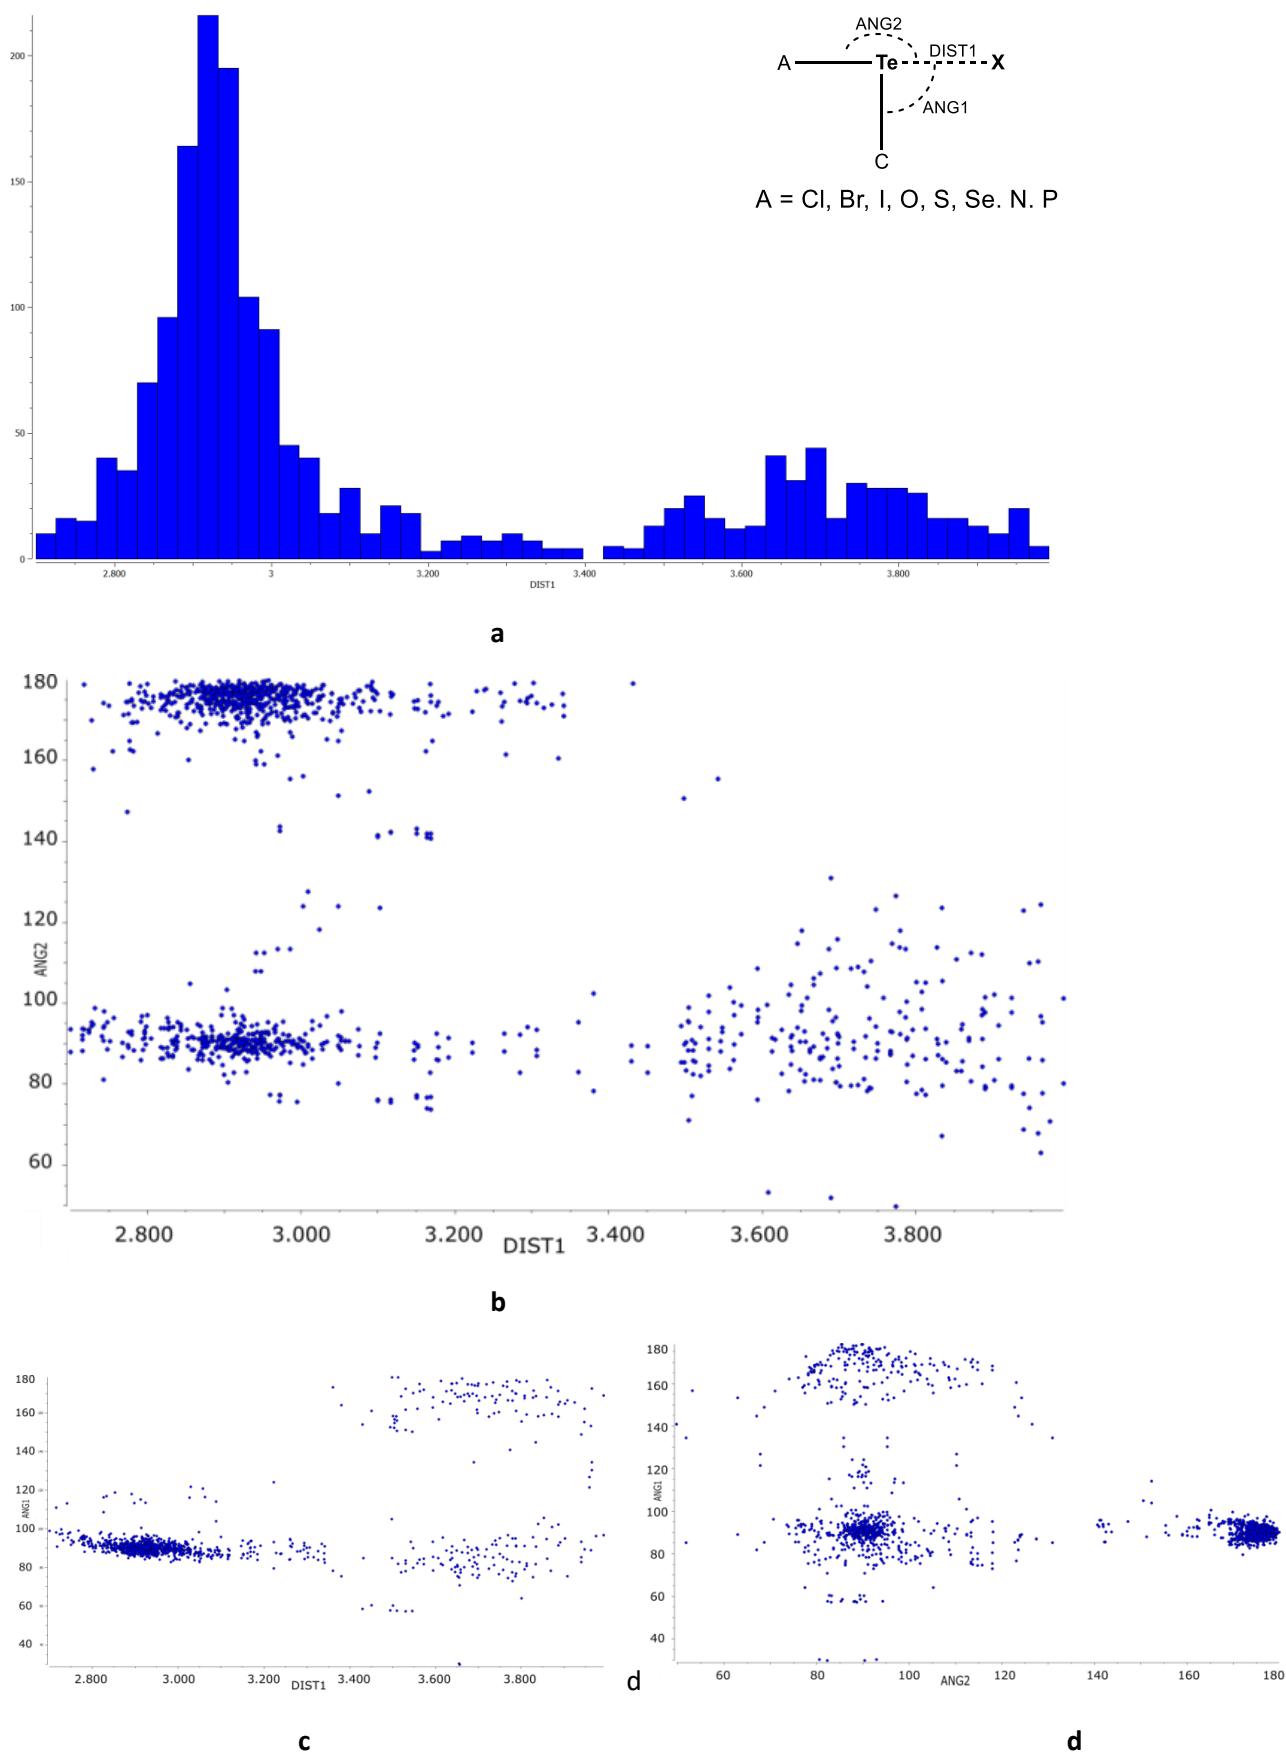 200
150
100
50
0
2.800
3
3.200
3.400
3.600
3.800
DIST1
ANG2
DIST1
A
Te
X
ANG1
C
A = Cl, Br, I, O, S, Se. N. P
a
180
160
140
120
100
80
60
ANG2
2.800
3.000
3.200
3.400
3.600
3.800
DIST1
b
180
160
140
120
100
80
60
40
ANG1
2.800
3.000
3.200
3.400
3.600
3.800
DIST1
d
180
160
140
120
100
80
60
40
ANG1
60
80
100
120
140
160
180
ANG2
c
d